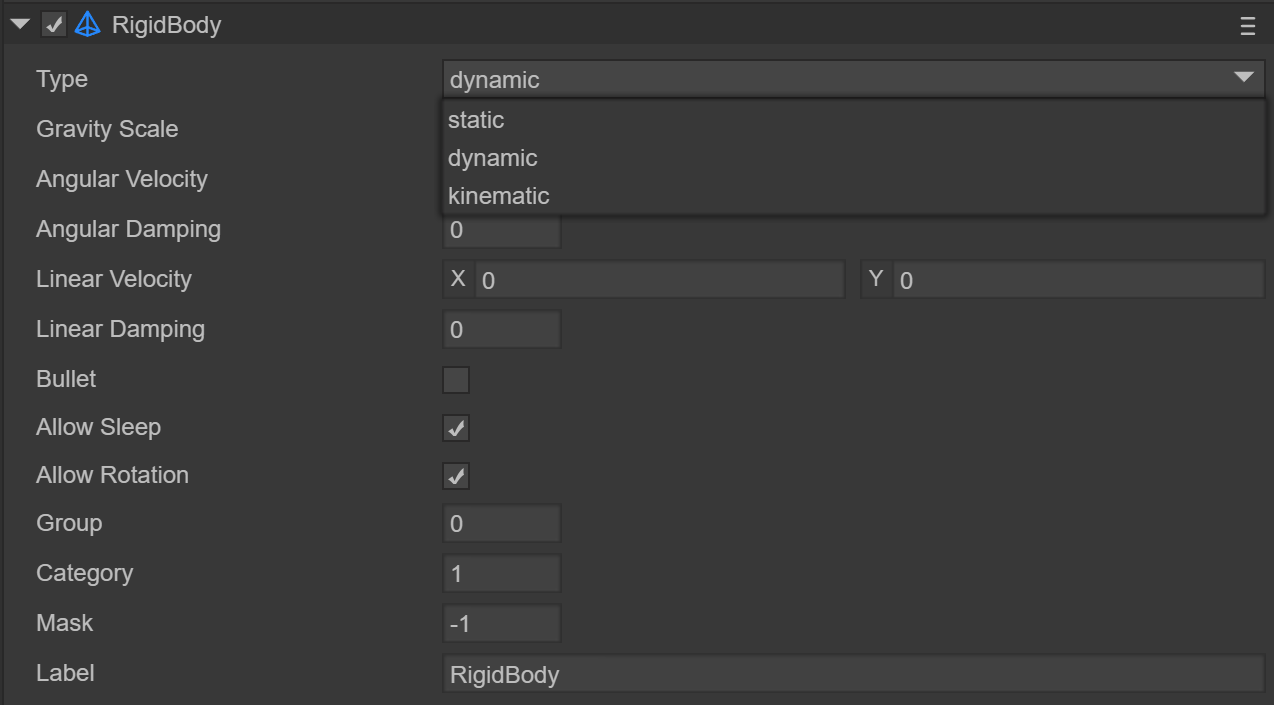 RigidBody
Type dynamic
static
Gravity Scale
dynamic
Angular Velocity
kinematic
Angular Damping 0
Linear Velocity X 0 Y 0
Linear Damping 0
Bullet
Allow Sleep
Allow Rotation
Group 0
Category 1
Mask -1
Label RigidBody